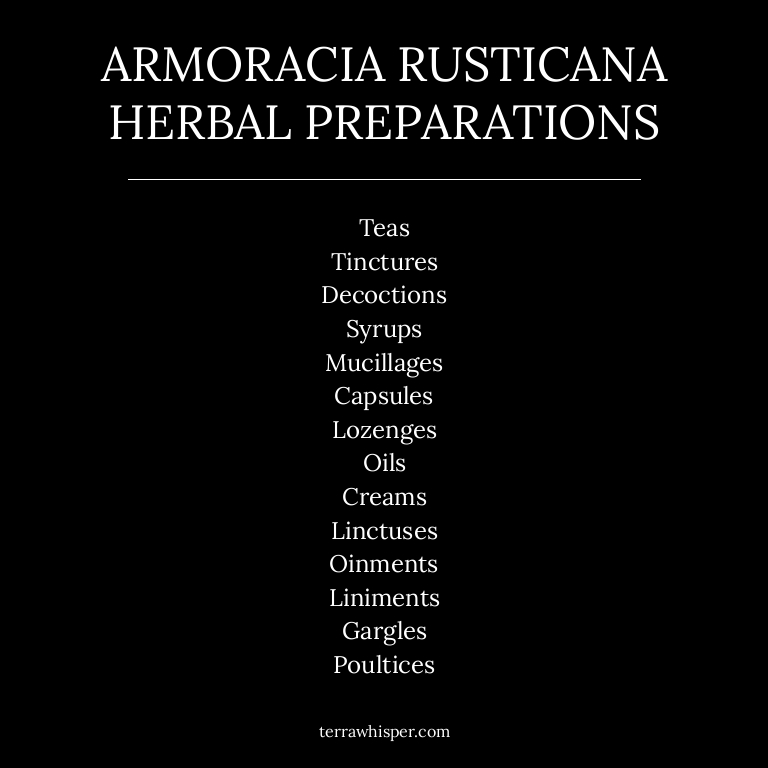 ARMORACIA RUSTICANA
HERBAL PREPARATIONS
Teas
Tinctures
Decoctions
Syrups
Mucillages
Capsules
Lozenges
Oils
Creams
Linctuses
Oinments
Liniments
Gargles
Poultices
terrawhisper.com